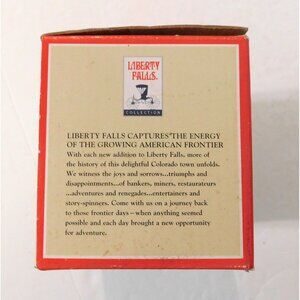 LIBERTY
FALLS
COLLECTION
LIBERTY FALLS CAPTURES THE ENERGY
OF THE GROWING AMERICAN FRONTIER
With each new addition to Liberty Falls, more of
the history of this delightful Colorado town unfolds.
We witness the joys and sorrows...triumphs and
disappointments...of bankers, miners, restaurateurs
...adventures and renegades...entertainers and
story-spinners. Come with us on a journey back
to those frontier days – when anything seemed
possible and each day brought a new opportunity
for adventure.